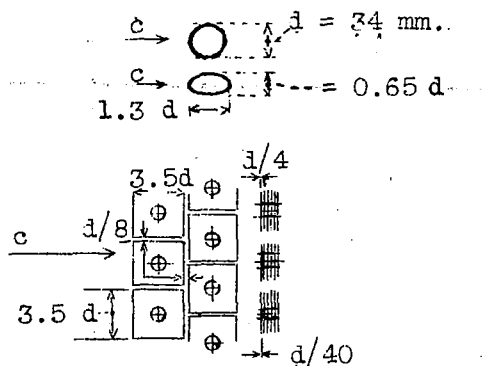 c
d = 34 mm.
c
= 0.65 d
1.3 d
d/4
3.5d
d/8
c
3.5 d
d/40